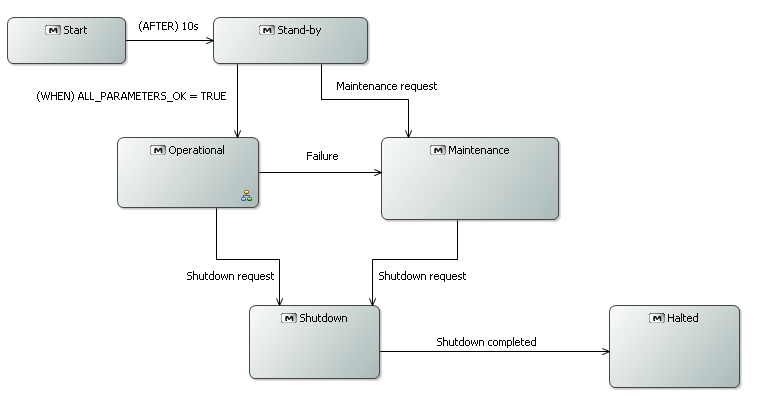 M Start
(AFTER) 10s
M Stand-by
(WHEN) ALL_PARAMETERS_OK = TRUE
Maintenance request
M Operational
Failure
M Maintenance
Shutdown request
Shutdown request
M Shutdown
Shutdown completed
M Halted